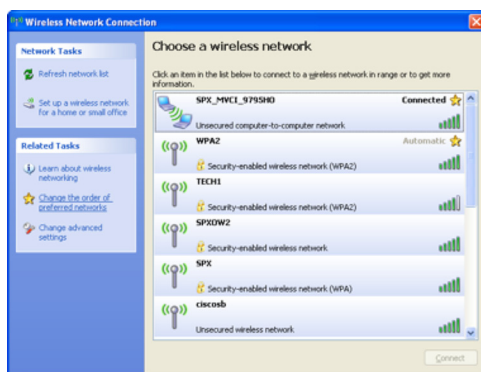 Wireless Network Connection
Network Tasks
Refresh network list
Set up a wireless network
for a home or small office
Related Tasks
Learn about wireless
networking
Change the order of
preferred networks
Change advanced
settings
Choose a wireless network
Click an item in the list below to connect to a wireless network in range or to get more
information.
SPX_MVCI_9795H0 Connected
Unsecured computer-to-computer network
WPA2 Automatic
Security-enabled wireless network (WPA2)
TECH1
Security-enabled wireless network (WPA2)
SPXOW2
Security-enabled wireless network
SPX
Security-enabled wireless network (WPA)
ciscosb
Unsecured wireless network
Connect